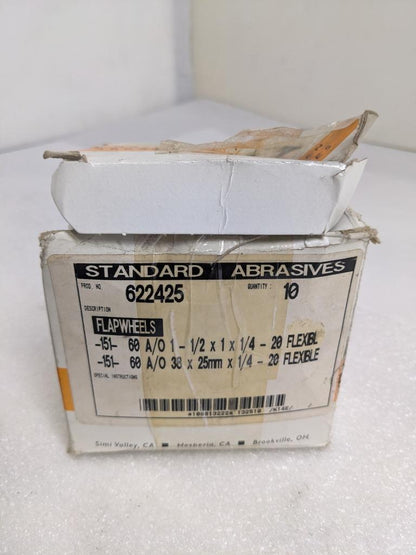 STANDARD ABRASIVES
PROD. NO. 622425 QUANTITY: 10
DESCRIPTION
FLAPWHEELS
-151- 60 A/O 1 - 1/2 x 1 x 1/4 - 20 FLEXIBL
-151- 60 A/O 38 x 25mm x 1/4 - 20 FLEXIBLE
SPECIAL INSTRUCTIONS
Simi Valley, CA ■ Hesperia, CA ■ Brookville, OH